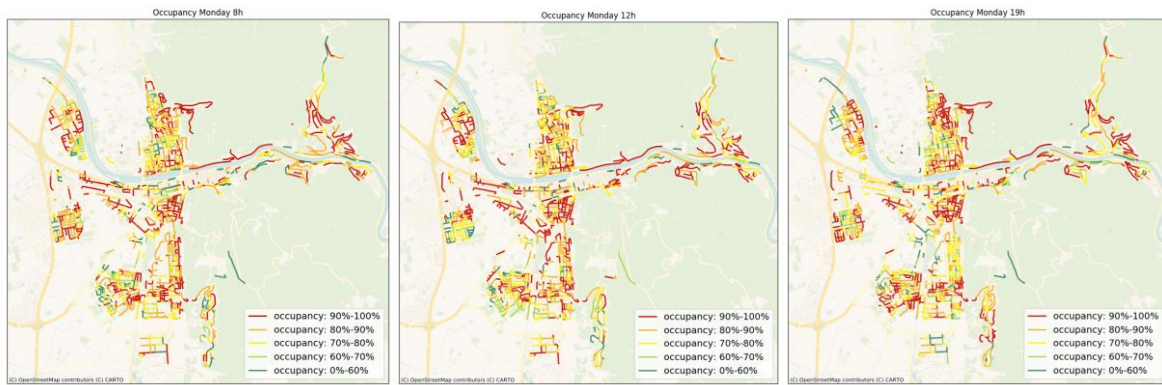 Occupancy Monday 8h
occupancy: 90%-100%
occupancy: 80%-90%
occupancy: 70%-80%
occupancy: 60%-70%
occupancy: 0%-60%
(C) OpenStreetMap contributors (C) CARTO
Occupancy Monday 12h
occupancy: 90%-100%
occupancy: 80%-90%
occupancy: 70%-80%
occupancy: 60%-70%
occupancy: 0%-60%
(C) OpenStreetMap contributors (C) CARTO
Occupancy Monday 19h
occupancy: 90%-100%
occupancy: 80%-90%
occupancy: 70%-80%
occupancy: 60%-70%
occupancy: 0%-60%
(C) OpenStreetMap contributors (C) CARTO